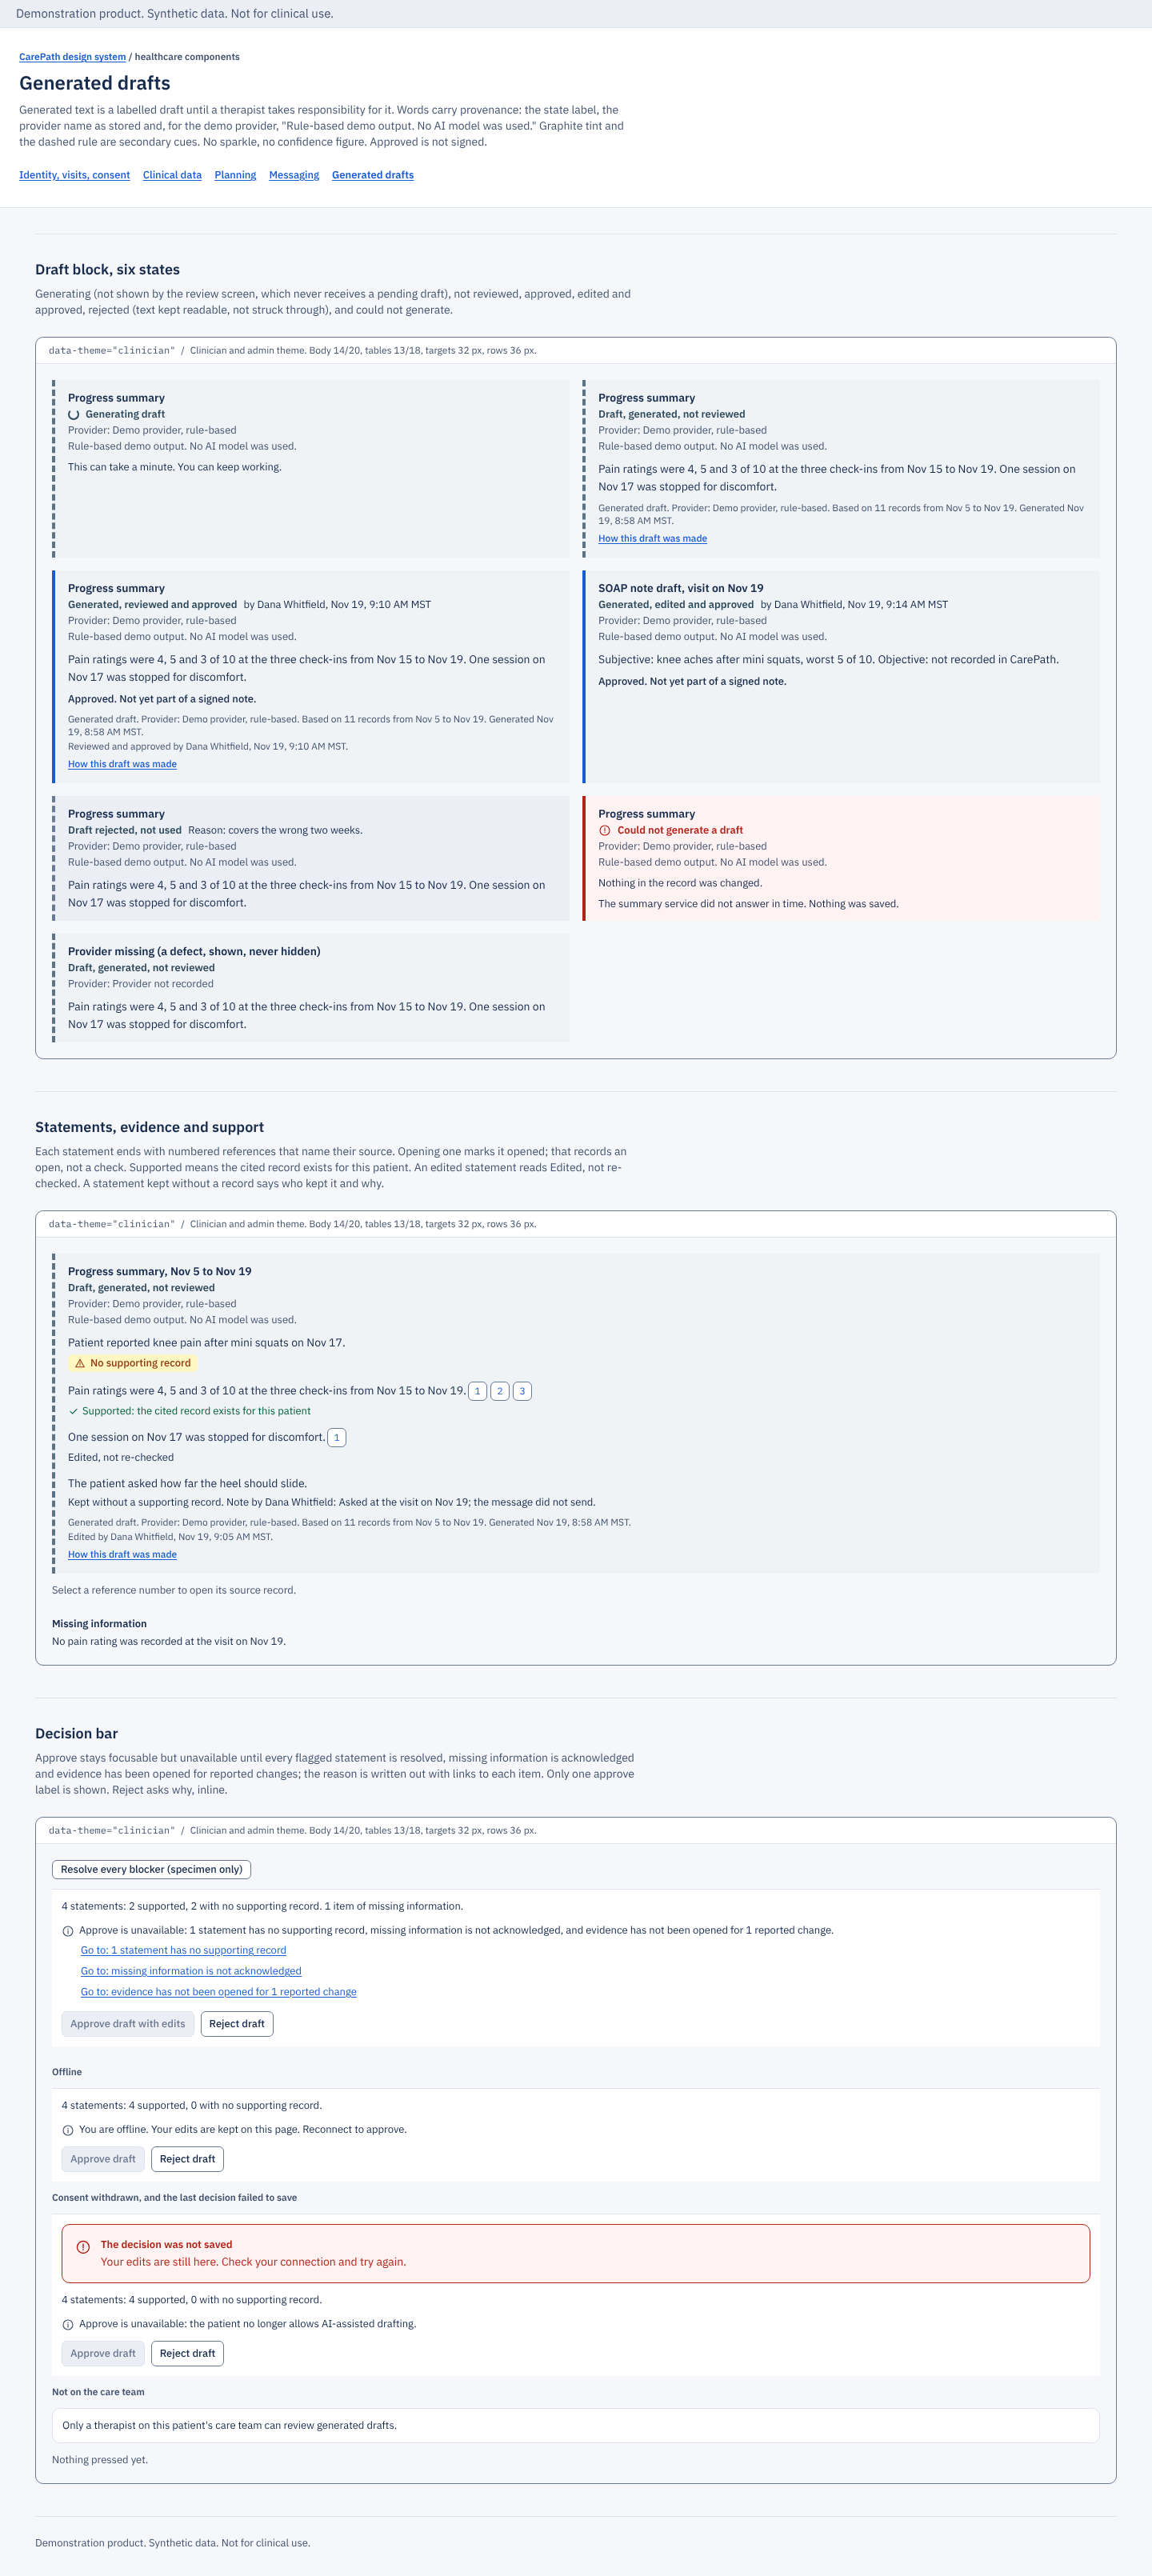 Demonstration product. Synthetic data. Not for clinical use.
CarePath design system / healthcare components
Generated drafts
Generated text is a labelled draft until a therapist takes responsibility for it. Words carry provenance: the state label, the
provider name as stored and, for the demo provider, "Rule-based demo output. No AI model was used." Graphite tint and
the dashed rule are secondary cues. No sparkle, no confidence figure. Approved is not signed.
Identity, visits, consent Clinical data Planning Messaging Generated drafts
Draft block, six states
Generating (not shown by the review screen, which never receives a pending draft), not reviewed, approved, edited and
approved, rejected (text kept readable, not struck through), and could not generate.
data-theme="clinician" / Clinician and admin theme. Body 14/20, tables 13/18, targets 32 px, rows 36 px.
Progress summary
Generating draft
Provider: Demo provider, rule-based
Rule-based demo output. No AI model was used.
This can take a minute. You can keep working.
Progress summary
Draft, generated, not reviewed
Provider: Demo provider, rule-based
Rule-based demo output. No AI model was used.
Pain ratings were 4, 5 and 3 of 10 at the three check-ins from Nov 15 to Nov 19. One session on
Nov 17 was stopped for discomfort.
Generated draft. Provider: Demo provider, rule-based. Based on 11 records from Nov 5 to Nov 19. Generated Nov
19, 8:58 AM MST.
How this draft was made
Progress summary
Generated, reviewed and approved by Dana Whitfield, Nov 19, 9:10 AM MST
Provider: Demo provider, rule-based
Rule-based demo output. No AI model was used.
Pain ratings were 4, 5 and 3 of 10 at the three check-ins from Nov 15 to Nov 19. One session on
Nov 17 was stopped for discomfort.
Approved. Not yet part of a signed note.
Generated draft. Provider: Demo provider, rule-based. Based on 11 records from Nov 5 to Nov 19. Generated Nov
19, 8:58 AM MST.
Reviewed and approved by Dana Whitfield, Nov 19, 9:10 AM MST.
How this draft was made
SOAP note draft, visit on Nov 19
Generated, edited and approved by Dana Whitfield, Nov 19, 9:14 AM MST
Provider: Demo provider, rule-based
Rule-based demo output. No AI model was used.
Subjective: knee aches after mini squats, worst 5 of 10. Objective: not recorded in CarePath.
Approved. Not yet part of a signed note.
Progress summary
Draft rejected, not used Reason: covers the wrong two weeks.
Provider: Demo provider, rule-based
Rule-based demo output. No AI model was used.
Pain ratings were 4, 5 and 3 of 10 at the three check-ins from Nov 15 to Nov 19. One session on
Nov 17 was stopped for discomfort.
Progress summary
Could not generate a draft
Provider: Demo provider, rule-based
Rule-based demo output. No AI model was used.
Nothing in the record was changed.
The summary service did not answer in time. Nothing was saved.
Provider missing (a defect, shown, never hidden)
Draft, generated, not reviewed
Provider: Provider not recorded
Pain ratings were 4, 5 and 3 of 10 at the three check-ins from Nov 15 to Nov 19. One session on
Nov 17 was stopped for discomfort.
Statements, evidence and support
Each statement ends with numbered references that name their source. Opening one marks it opened; that records an
open, not a check. Supported means the cited record exists for this patient. An edited statement reads Edited, not re-
checked. A statement kept without a record says who kept it and why.
data-theme="clinician" / Clinician and admin theme. Body 14/20, tables 13/18, targets 32 px, rows 36 px.
Progress summary, Nov 5 to Nov 19
Draft, generated, not reviewed
Provider: Demo provider, rule-based
Rule-based demo output. No AI model was used.
Patient reported knee pain after mini squats on Nov 17.
No supporting record
Pain ratings were 4, 5 and 3 of 10 at the three check-ins from Nov 15 to Nov 19. 1 2 3
Supported: the cited record exists for this patient
One session on Nov 17 was stopped for discomfort. 1
Edited, not re-checked
The patient asked how far the heel should slide.
Kept without a supporting record. Note by Dana Whitfield: Asked at the visit on Nov 19; the message did not send.
Generated draft. Provider: Demo provider, rule-based. Based on 11 records from Nov 5 to Nov 19. Generated Nov 19, 8:58 AM MST.
Edited by Dana Whitfield, Nov 19, 9:05 AM MST.
How this draft was made
Select a reference number to open its source record.
Missing information
No pain rating was recorded at the visit on Nov 19.
Decision bar
Approve stays focusable but unavailable until every flagged statement is resolved, missing information is acknowledged
and evidence has been opened for reported changes; the reason is written out with links to each item. Only one approve
label is shown. Reject asks why, inline.
data-theme="clinician" / Clinician and admin theme. Body 14/20, tables 13/18, targets 32 px, rows 36 px.
Resolve every blocker (specimen only)
4 statements: 2 supported, 2 with no supporting record. 1 item of missing information.
Approve is unavailable: 1 statement has no supporting record, missing information is not acknowledged, and evidence has not been opened for 1 reported change.
Go to: 1 statement has no supporting record
Go to: missing information is not acknowledged
Go to: evidence has not been opened for 1 reported change
Approve draft with edits Reject draft
Offline
4 statements: 4 supported, 0 with no supporting record.
You are offline. Your edits are kept on this page. Reconnect to approve.
Approve draft Reject draft
Consent withdrawn, and the last decision failed to save
The decision was not saved
Your edits are still here. Check your connection and try again.
4 statements: 4 supported, 0 with no supporting record.
Approve is unavailable: the patient no longer allows AI-assisted drafting.
Approve draft Reject draft
Not on the care team
Only a therapist on this patient's care team can review generated drafts.
Nothing pressed yet.
Demonstration product. Synthetic data. Not for clinical use.